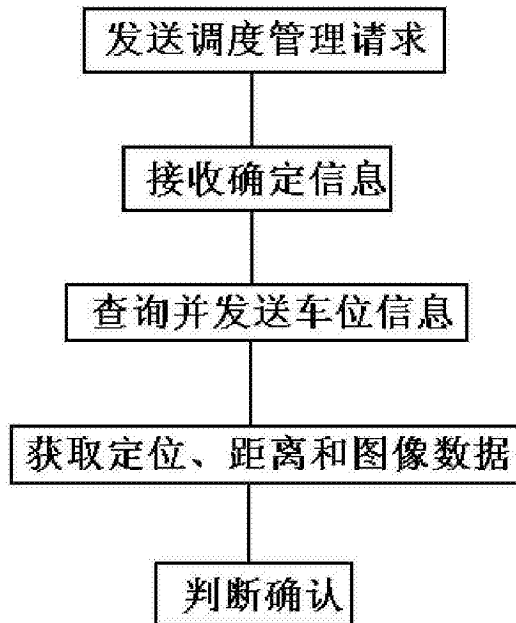 发送调度管理请求
接收确定信息
查询并发送车位信息
获取定位、距离和图像数据
判断确认